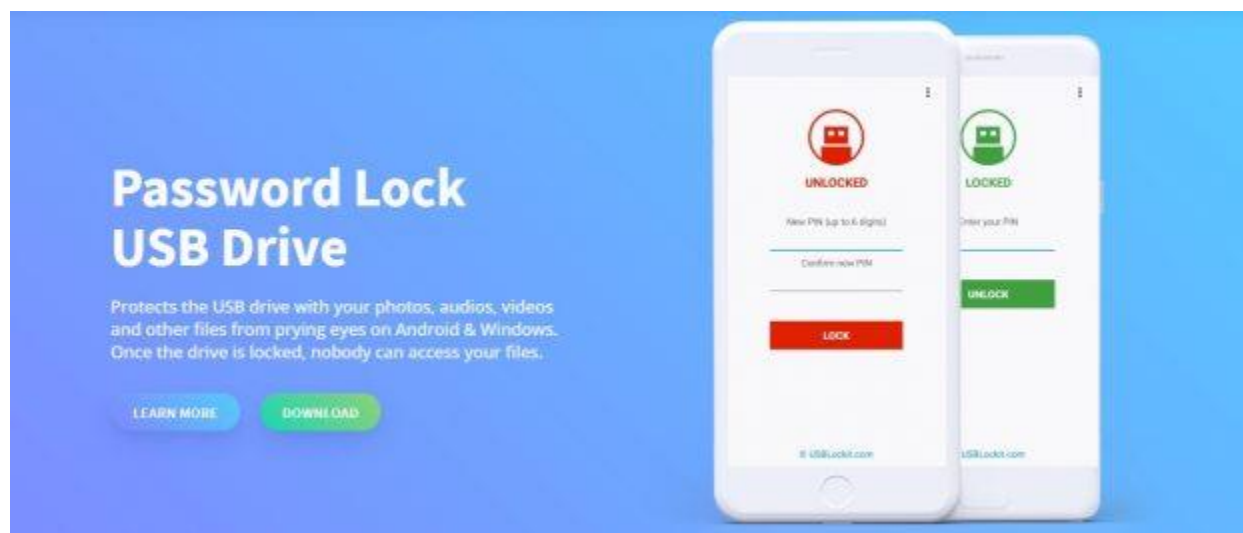 Password Lock
USB Drive
Protects the USB drive with your photos, audios, videos
and other files from prying eyes on Android & Windows.
Once the drive is locked, nobody can access your files.
LEARN MORE
DOWNLOAD
UNLOCKED
New PIN (up to 6 digits)
Confirm new PIN
LOCK
© USBLockit.com
LOCKED
Enter your PIN
UNLOCK
USBLockit.com